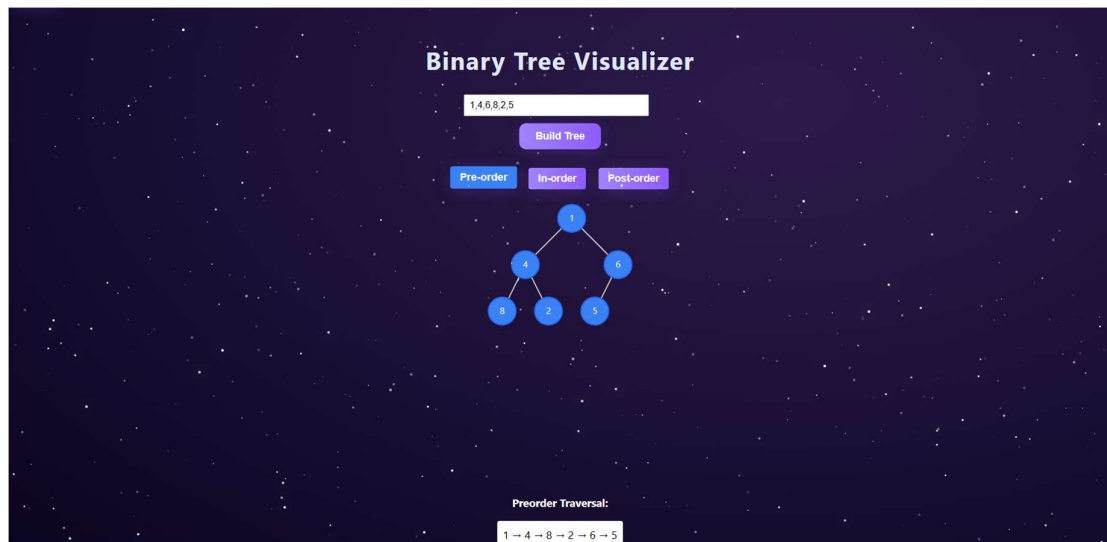 Binary Tree Visualizer
1,4,6,8,2,5
Build Tree
Pre-order In-order Post-order
1
4 6
8 2 5
Preorder Traversal:
1 → 4 → 8 → 2 → 6 → 5